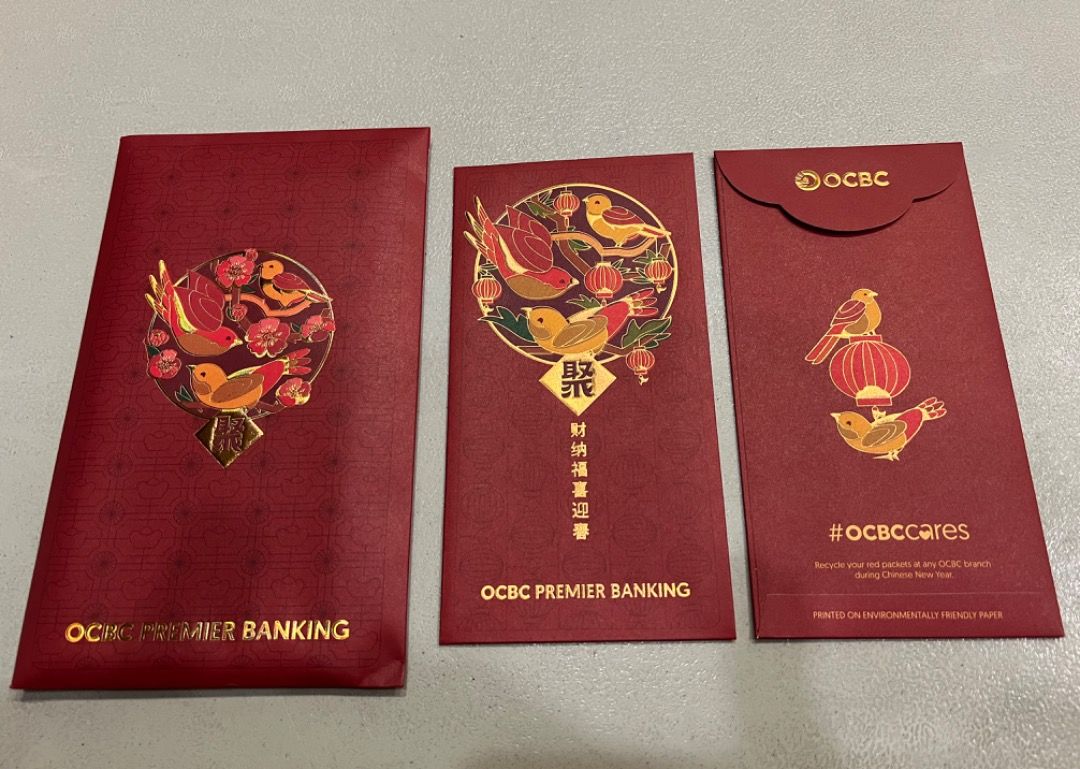 聚
OCBC PREMIER BANKING
聚
财纳福喜迎春
OCBC PREMIER BANKING
OCBC
#OCBCcares
Recycle your red packets at any OCBC branch
during Chinese New Year.
PRINTED ON ENVIRONMENTALLY FRIENDLY PAPER